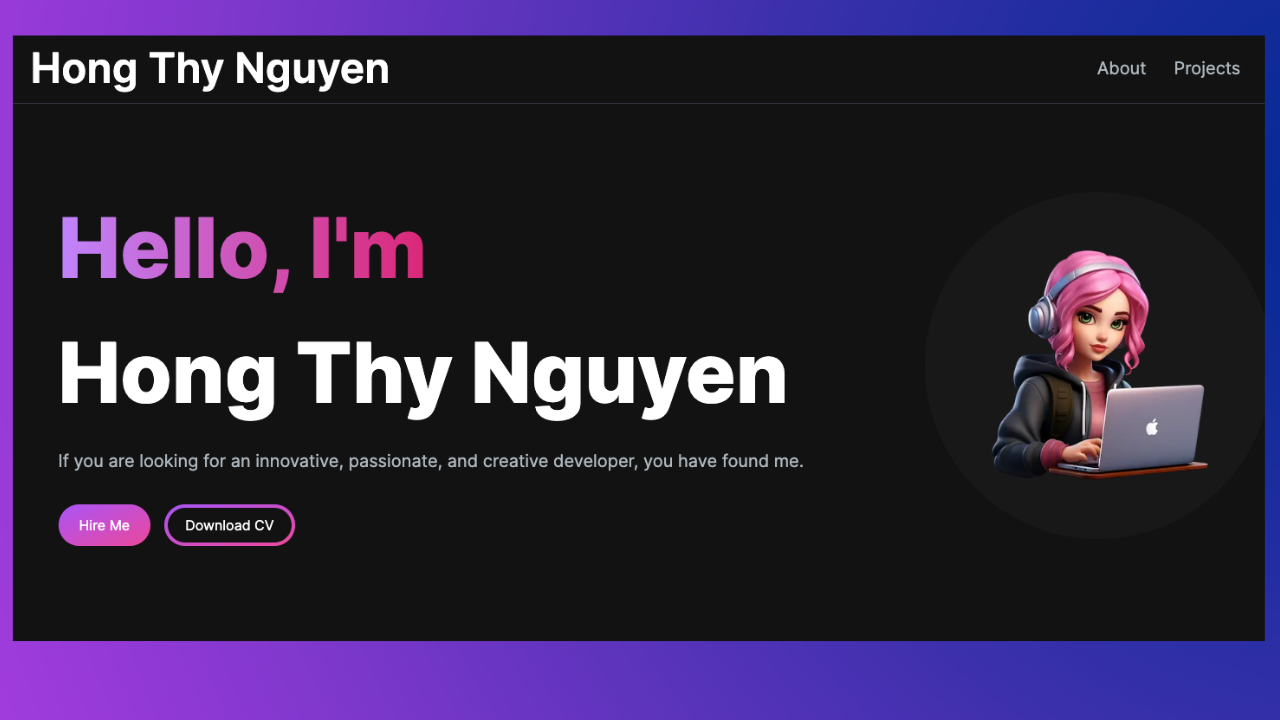 Hong Thy Nguyen
About
Projects
Hello, I'm
Hong Thy Nguyen
If you are looking for an innovative, passionate, and creative developer, you have found me.
Hire Me
Download CV